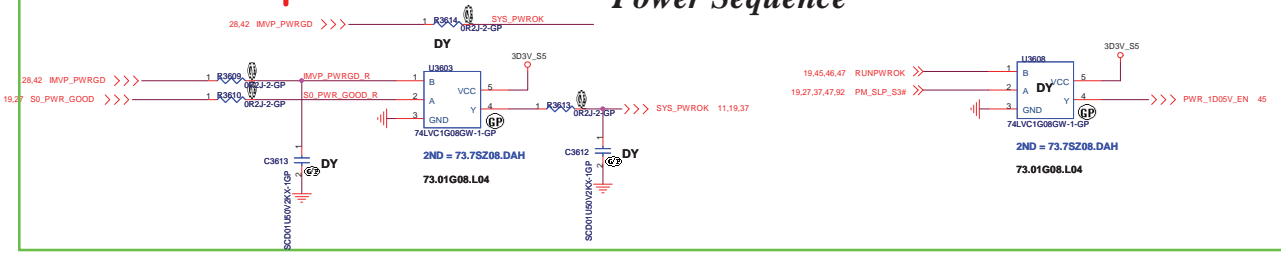 Power Sequence
28,42 IMVP_PWRGD
1 R3614 SYS_PWROK
0R2J-2-GP
DY
28,42 IMVP_PWRGD
1 R3609 IMVP_PWRGD_R 1
0R2J-2-GP
19,27 S0_PWR_GOOD
1 R3610 S0_PWR_GOOD_R 2
0R2J-2-GP
U3603
B
A
VCC
Y
GND
3
5
4
3D3V_S5
GP
74LVC1G08GW-1-GP
2ND = 73.7SZ08.DAH
73.01G08.L04
1 R3613
0R2J-2-GP
SYS_PWROK 11,19,37
C3613
1
2
DY
SCD01U50V2KX-1GP
C3612
1
2
DY
SCD01U50V2KX-1GP
19,45,46,47 RUNPWROK
19,27,37,47,92 PM_SLP_S3#
U3608
1 B
2 A
3 GND
DY
VCC 5
Y 4
3D3V_S5
GP
PWR_1D05V_EN 45
74LVC1G08GW-1-GP
2ND = 73.7SZ08.DAH
73.01G08.L04